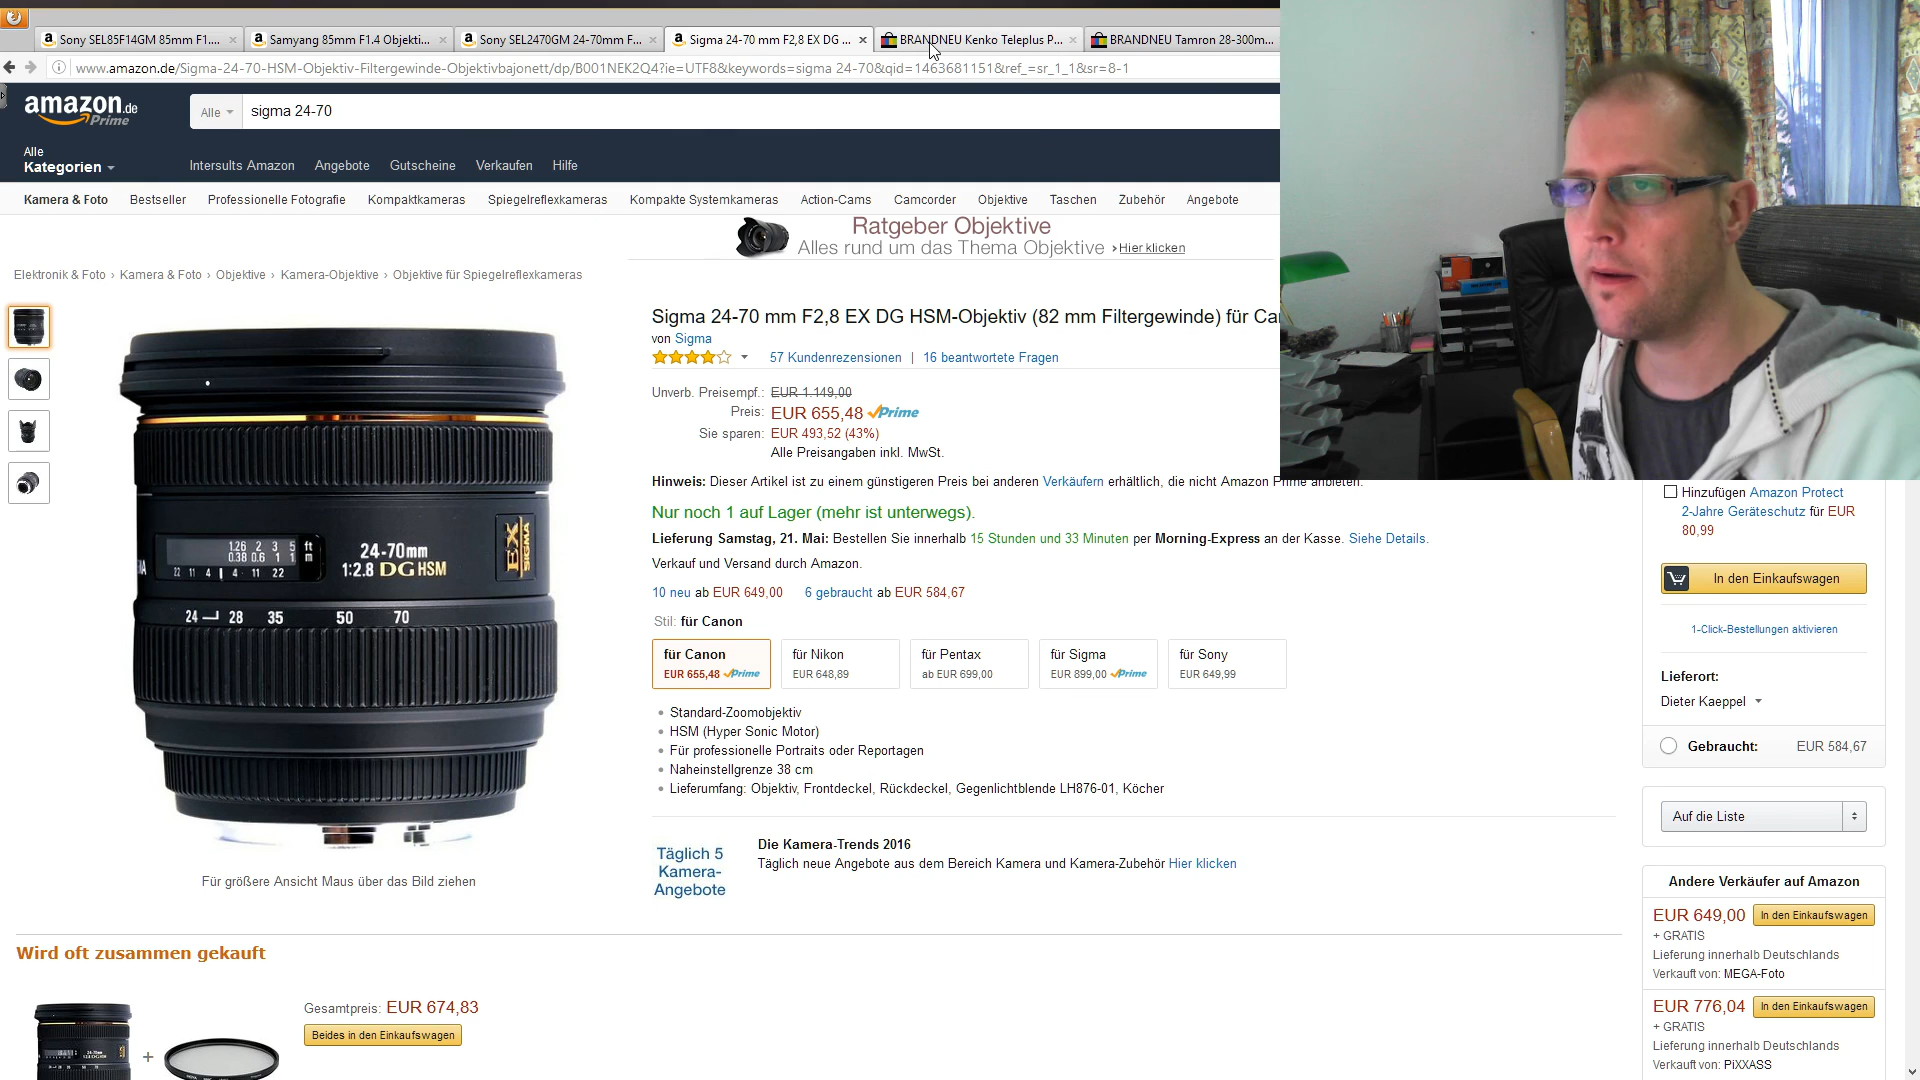 Sony SEL85F14GM 85mm F1....
Samyang 85mm F1.4 Objekti...
Sony SEL2470GM 24-70mm F...
Sigma 24-70 mm F2,8 EX DG ...
BRANDNEU Kenko Teleplus P...
BRANDNEU Tamron 28-300m...
www.amazon.de/Sigma-24-70-HSM-Objektiv-Filtergewinde-Objektivbajonett/dp/B001NEK2Q4?ie=UTF8&keywords=sigma 24-70&qid=1463681151&ref_=sr_1_1&sr=8-1
amazon.de
Prime
Alle
sigma 24-70
Alle
Kategorien
Intersults Amazon
Angebote
Gutscheine
Verkaufen
Hilfe
Kamera & Foto
Bestseller
Professionelle Fotografie
Kompaktkameras
Spiegelreflexkameras
Kompakte Systemkameras
Action-Cams
Camcorder
Objektive
Taschen
Zubehör
Angebote
Ratgeber Objektive
Alles rund um das Thema Objektive › Hier klicken
Elektronik & Foto › Kamera & Foto › Objektive › Kamera-Objektive › Objektive für Spiegelreflexkameras
Sigma 24-70 mm F2,8 EX DG HSM-Objektiv (82 mm Filtergewinde) für Ca
von Sigma
57 Kundenrezensionen | 16 beantwortete Fragen
Unverb. Preisempf.: EUR 1.149,00
Preis: EUR 655,48 Prime
Sie sparen: EUR 493,52 (43%)
Alle Preisangaben inkl. MwSt.
Hinweis: Dieser Artikel ist zu einem günstigeren Preis bei anderen Verkäufern erhältlich, die nicht Amazon Prime anbieten.
Nur noch 1 auf Lager (mehr ist unterwegs).
Lieferung Samstag, 21. Mai: Bestellen Sie innerhalb 15 Stunden und 33 Minuten per Morning-Express an der Kasse. Siehe Details.
Verkauf und Versand durch Amazon.
10 neu ab EUR 649,00 6 gebraucht ab EUR 584,67
Stil: für Canon
für Canon
EUR 655,48 Prime
für Nikon
EUR 648,89
für Pentax
ab EUR 699,00
für Sigma
EUR 899,00 Prime
für Sony
EUR 649,99
• Standard-Zoomobjektiv
• HSM (Hyper Sonic Motor)
• Für professionelle Portraits oder Reportagen
• Naheinstellgrenze 38 cm
• Lieferumfang: Objektiv, Frontdeckel, Rückdeckel, Gegenlichtblende LH876-01, Köcher
Täglich 5
Kamera-
Angebote
Die Kamera-Trends 2016
Täglich neue Angebote aus dem Bereich Kamera und Kamera-Zubehör Hier klicken
1.26 2 3 5 ft
0.38 0.6 1 1 m
22 11 4 4 11 22
24-70mm
1:2.8 DG HSM
EX
SIGMA
24 28 35 50 70
Für größere Ansicht Maus über das Bild ziehen
Wird oft zusammen gekauft
+
Gesamtpreis: EUR 674,83
Beides in den Einkaufswagen
Hinzufügen Amazon Protect
2-Jahre Geräteschutz für EUR
80,99
In den Einkaufswagen
1-Click-Bestellungen aktivieren
Lieferort:
Dieter Kaeppel
Gebraucht: EUR 584,67
Auf die Liste
Andere Verkäufer auf Amazon
EUR 649,00 In den Einkaufswagen
+ GRATIS
Lieferung innerhalb Deutschlands
Verkauft von: MEGA-Foto
EUR 776,04 In den Einkaufswagen
+ GRATIS
Lieferung innerhalb Deutschlands
Verkauft von: PiXXASS